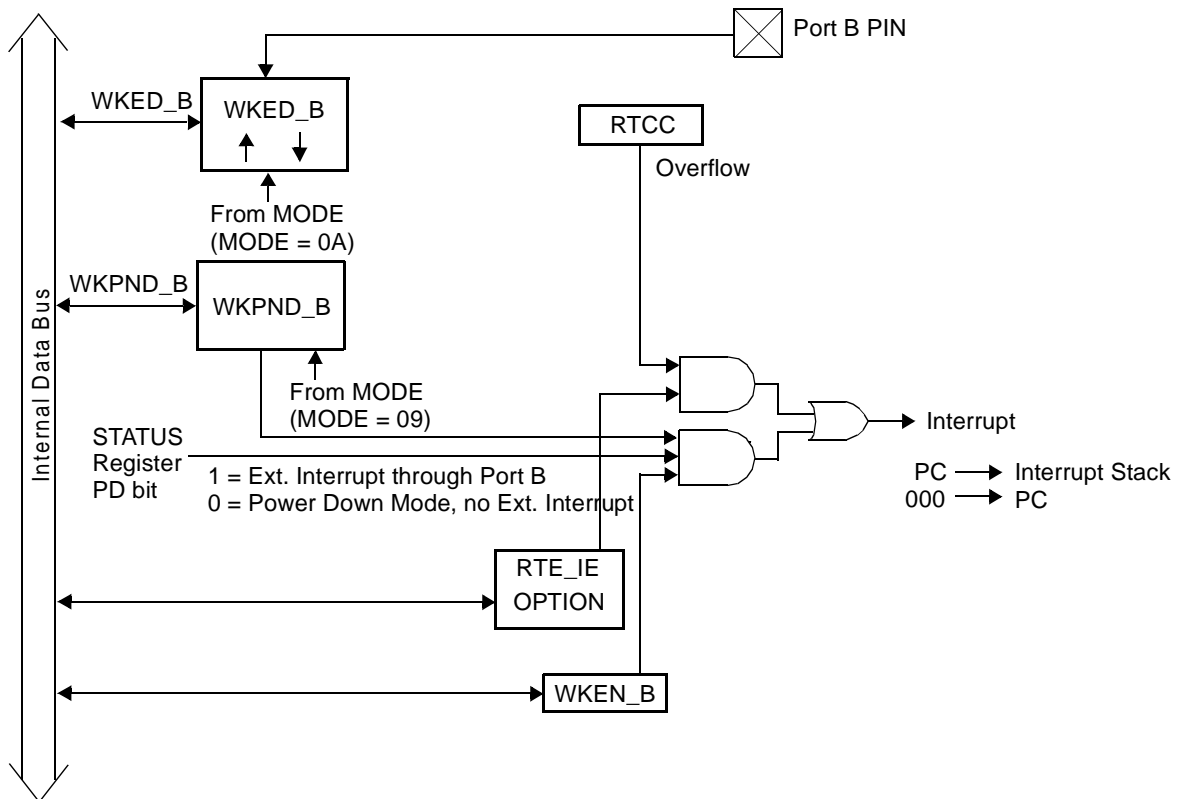 Port B PIN
WKED_B
WKED_B
RTCC
Overflow
From MODE
(MODE = 0A)
WKPND_B
WKPND_B
Internal Data Bus
From MODE
(MODE = 09)
Interrupt
STATUS
Register
PD bit
1 = Ext. Interrupt through Port B
0 = Power Down Mode, no Ext. Interrupt
PC Interrupt Stack
000 PC
RTE_IE
OPTION
WKEN_B